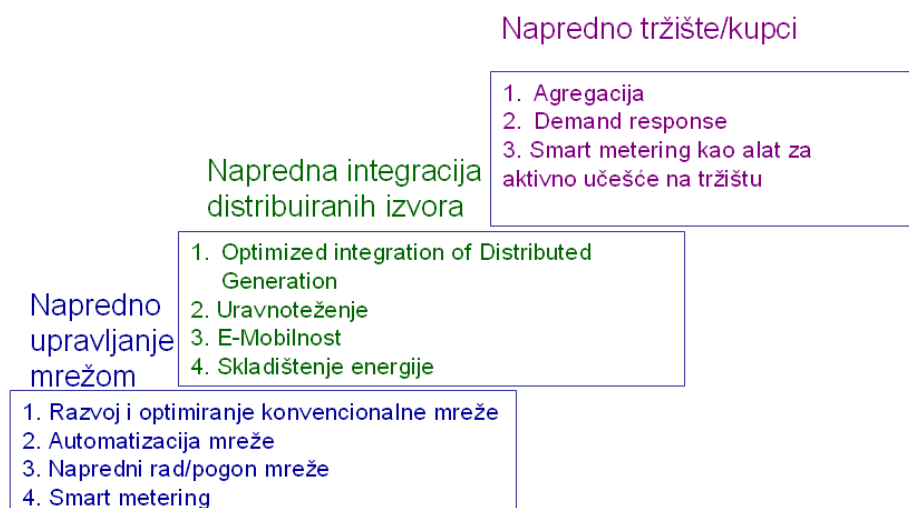 Napredno tržište/kupci
1. Agregacija
2. Demand response
3. Smart metering kao alat za
aktivno učešće na tržištu
Napredna integracija
distribuiranih izvora
1. Optimized integration of Distributed
Generation
2. Uravnoteženje
3. E-Mobilnost
4. Skladištenje energije
Napredno
upravljanje
mrežom
1. Razvoj i optimiranje konvencionalne mreže
2. Automatizacija mreže
3. Napredni rad/pogon mreže
4. Smart metering